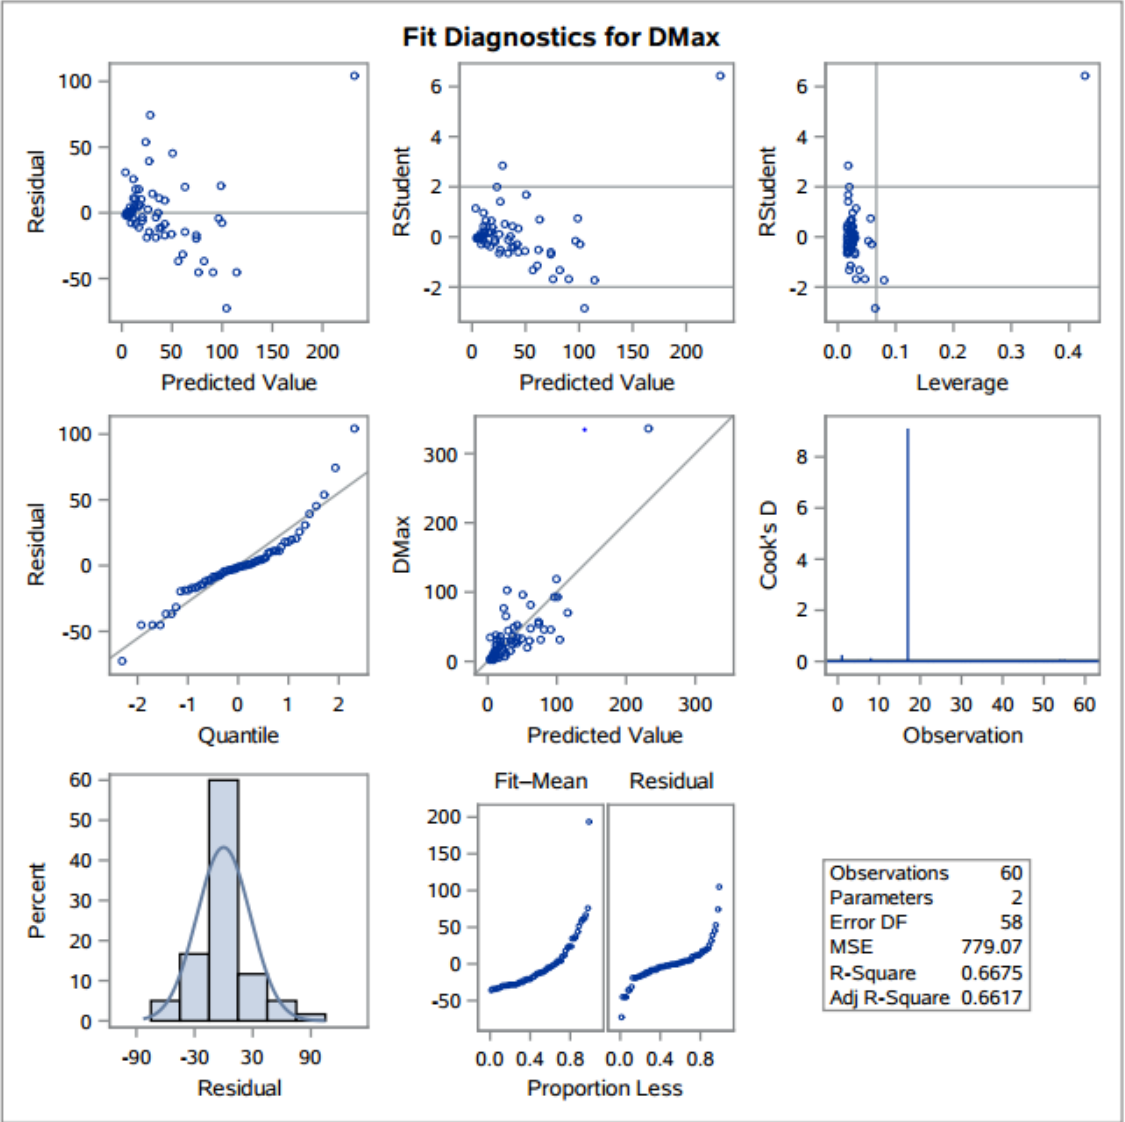 Fit Diagnostics for DMax
100
50
0
-50
Residual
0 50 100 150 200
Predicted Value
6
4
2
0
-2
RStudent
0 50 100 150 200
Predicted Value
6
4
2
0
-2
RStudent
0.0 0.1 0.2 0.3 0.4
Leverage
100
50
0
-50
Residual
-2 -1 0 1 2
Quantile
300
200
100
0
DMax
0 100 200 300
Predicted Value
8
6
4
2
0
Cook's D
0 10 20 30 40 50 60
Observation
60
50
40
30
20
10
0
Percent
-90 -30 30 90
Residual
Fit–Mean Residual
200
150
100
50
0
-50
0.0 0.4 0.8 0.0 0.4 0.8
Proportion Less
Observations 60
Parameters 2
Error DF 58
MSE 779.07
R-Square 0.6675
Adj R-Square 0.6617